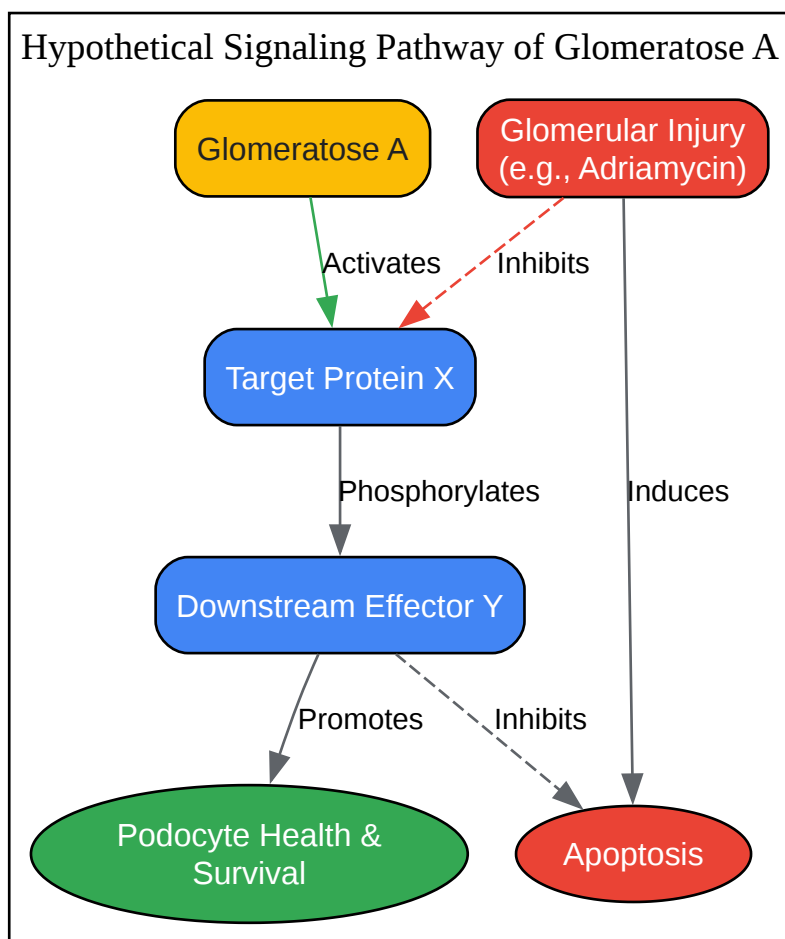 Hypothetical Signaling Pathway of Glomeratose A
Glomeratose A
Glomerular Injury
(e.g., Adriamycin)
Activates
Inhibits
Target Protein X
Phosphorylates
Induces
Downstream Effector Y
Promotes
Inhibits
Podocyte Health &
Survival
Apoptosis